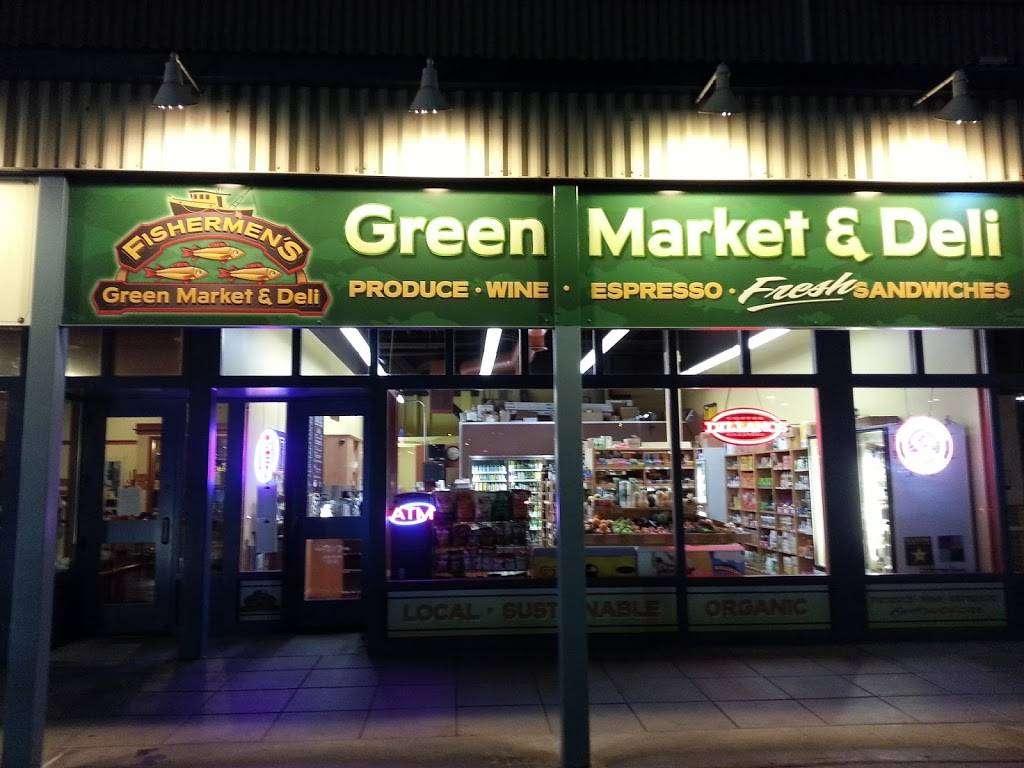 FISHERMEN'S
Green Market & Deli
Green Market & Deli
PRODUCE · WINE · ESPRESSO · Fresh SANDWICHES
ATM
LOCAL · SUSTAINABLE ORGANIC